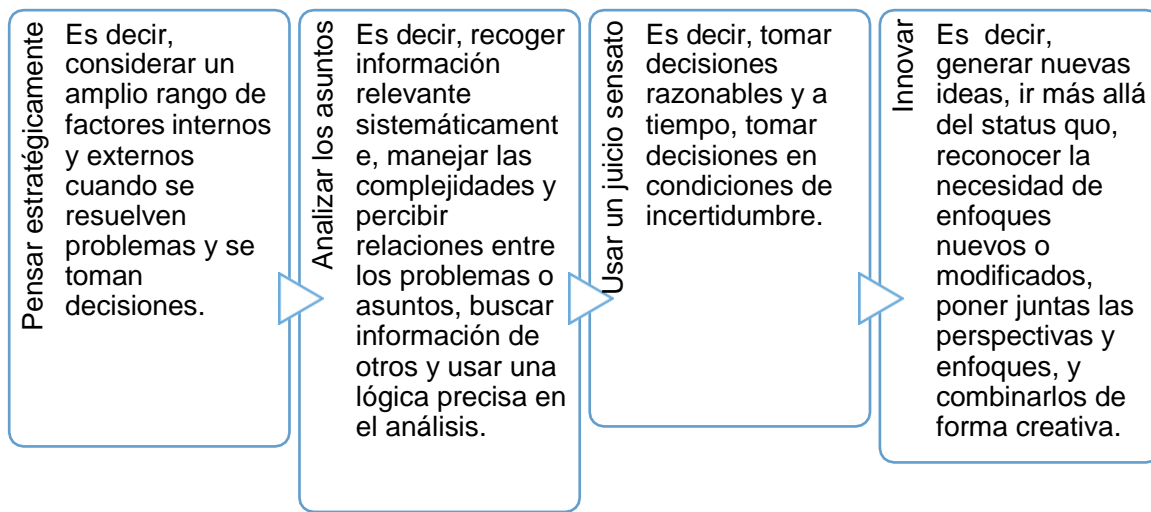 Pensar estratégicamente
Es decir,
considerar un
amplio rango de
factores internos
y externos
cuando se
resuelven
problemas y se
toman
decisiones.
Analizar los asuntos
Es decir, recoger
información
relevante
sistemáticament
e, manejar las
complejidades y
percibir
relaciones entre
los problemas o
asuntos, buscar
información de
otros y usar una
lógica precisa en
el análisis.
Usar un juicio sensato
Es decir, tomar
decisiones
razonables y a
tiempo, tomar
decisiones en
condiciones de
incertidumbre.
Innovar
Es decir,
generar nuevas
ideas, ir más allá
del status quo,
reconocer la
necesidad de
enfoques
nuevos o
modificados,
poner juntas las
perspectivas y
enfoques, y
combinarlos de
forma creativa.